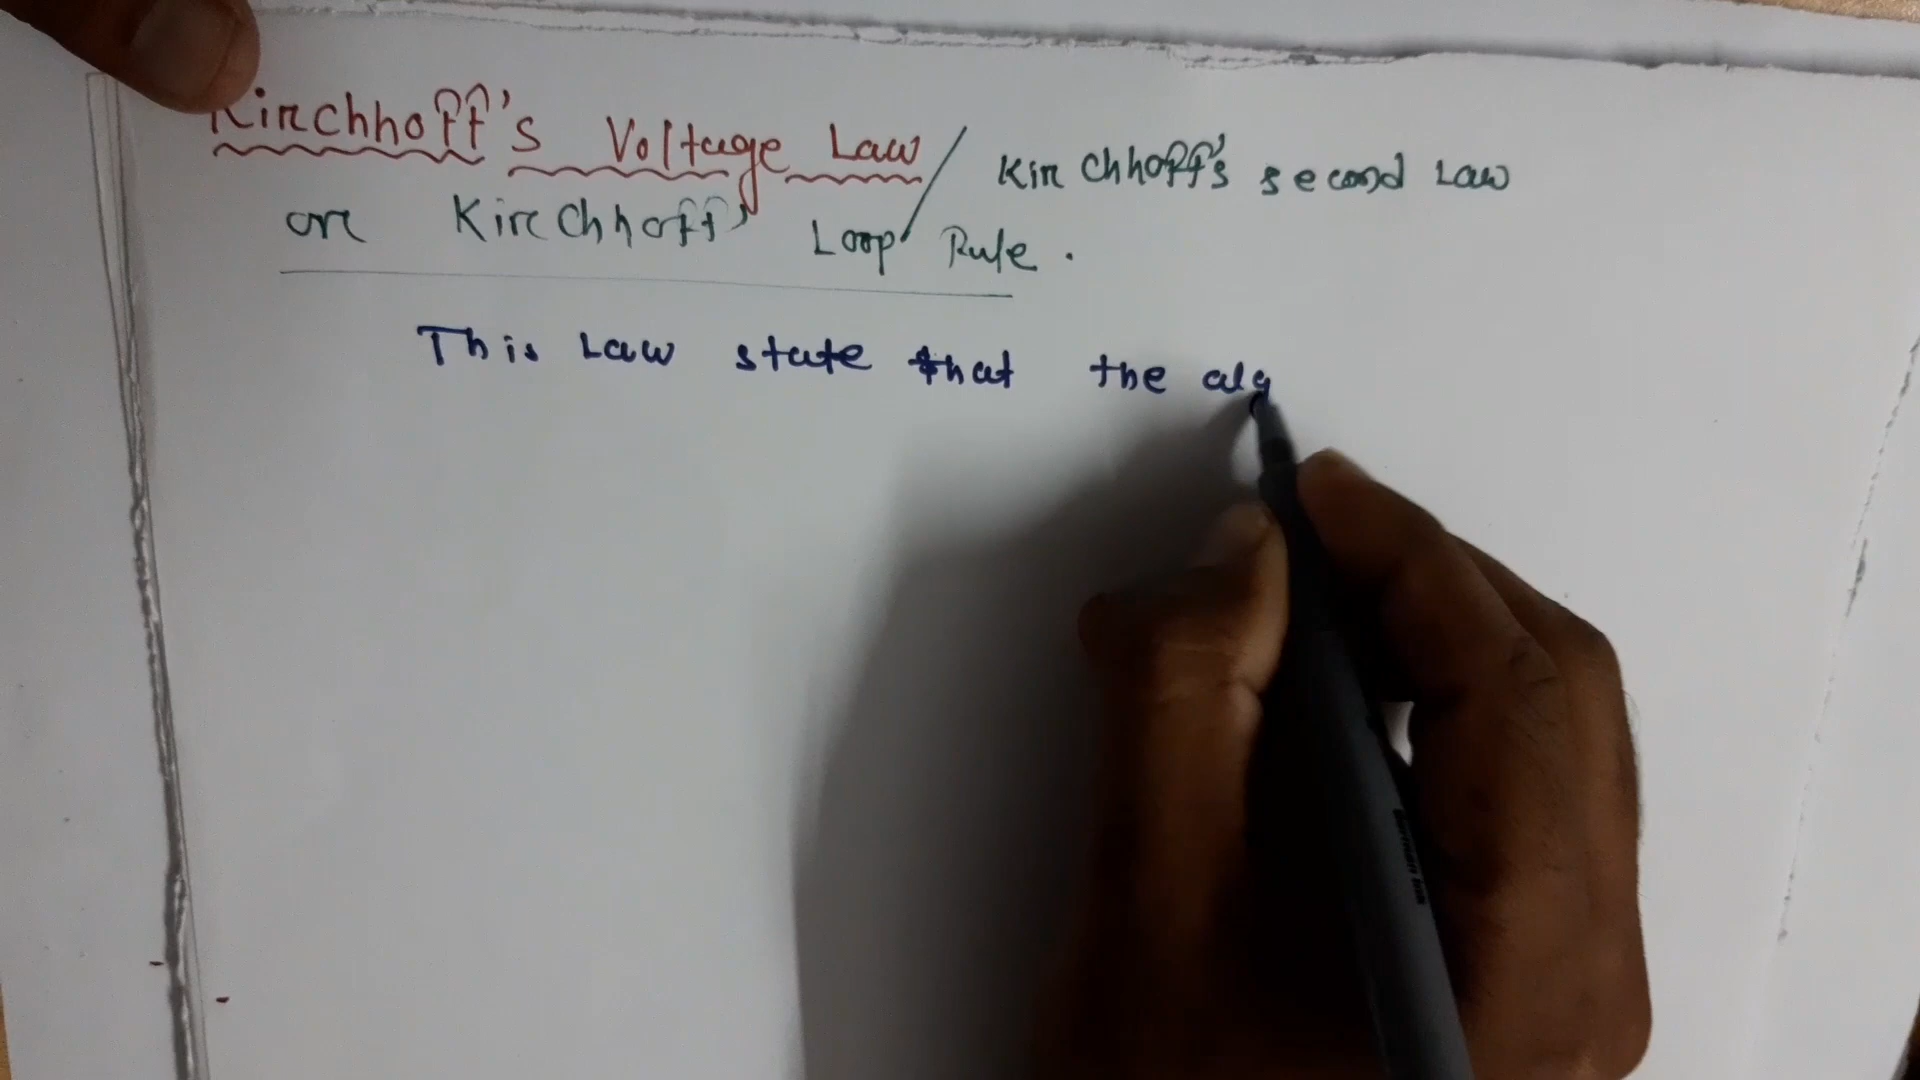 Kirchhoff's Voltage Law / Kirchhoff's second Law
or Kirchhoff' Loop Rule.
This Law state that the alg